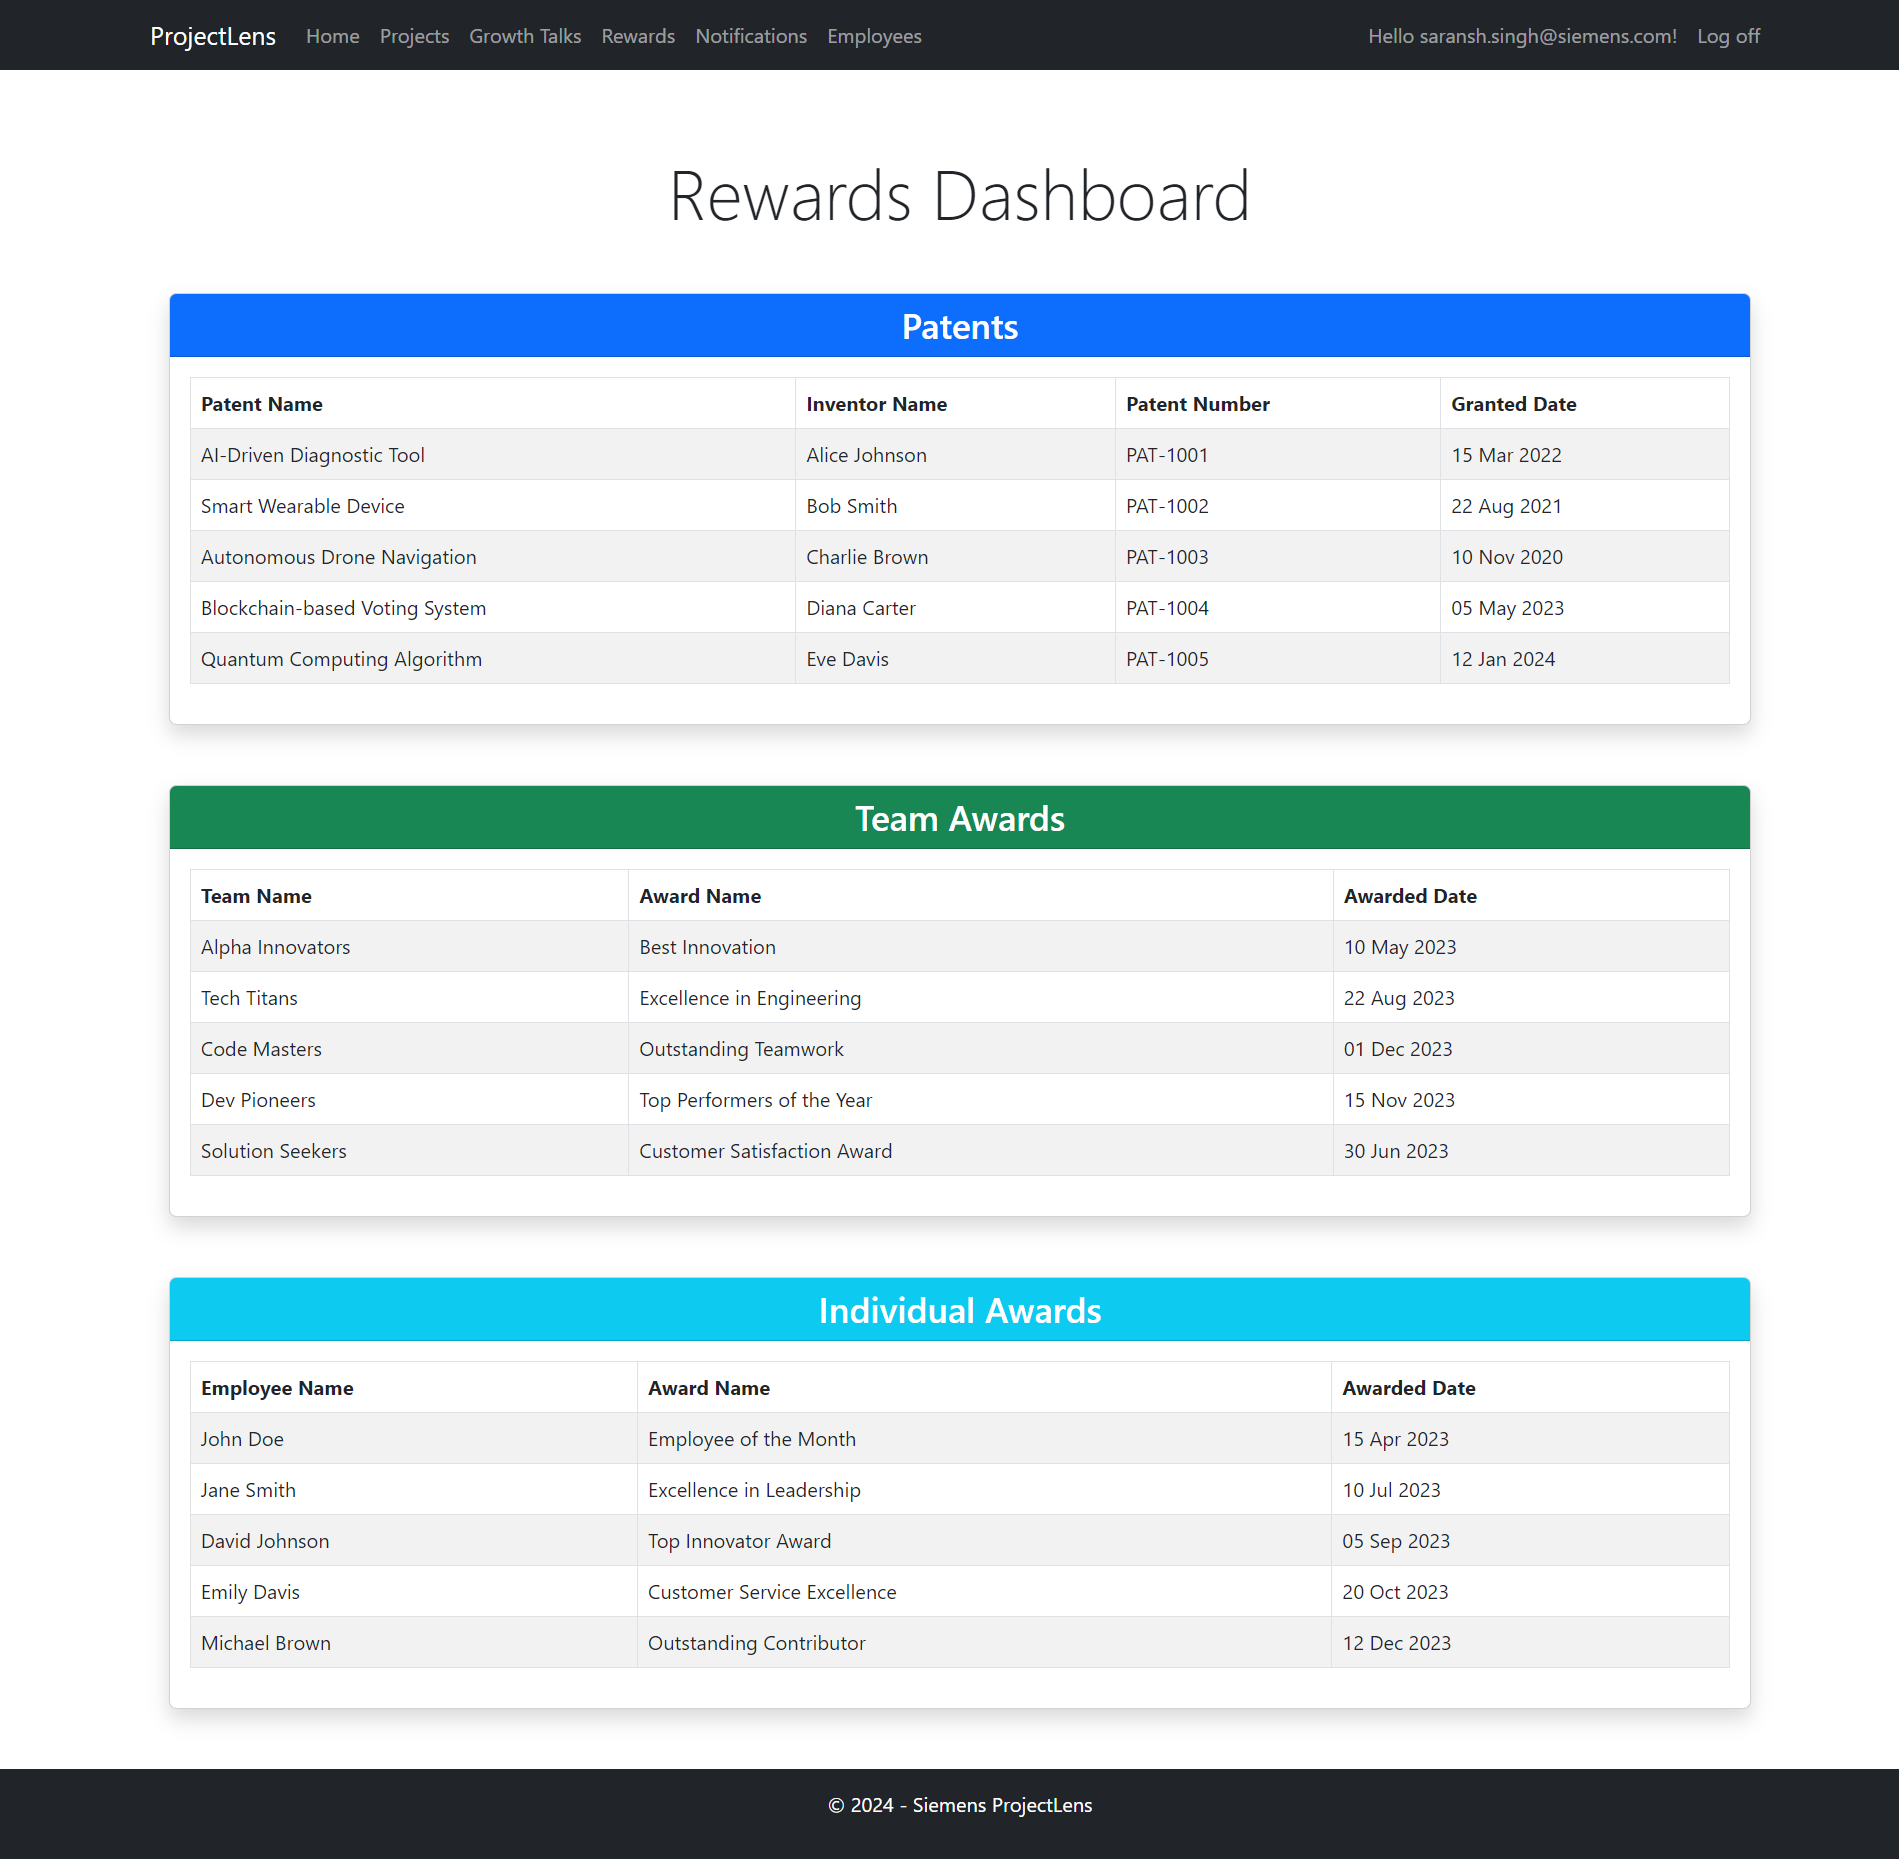 ProjectLens Home Projects Growth Talks Rewards Notifications Employees Hello saransh.singh@siemens.com! Log off
Rewards Dashboard
Patents
Patent Name Inventor Name Patent Number Granted Date
AI-Driven Diagnostic Tool Alice Johnson PAT-1001 15 Mar 2022
Smart Wearable Device Bob Smith PAT-1002 22 Aug 2021
Autonomous Drone Navigation Charlie Brown PAT-1003 10 Nov 2020
Blockchain-based Voting System Diana Carter PAT-1004 05 May 2023
Quantum Computing Algorithm Eve Davis PAT-1005 12 Jan 2024
Team Awards
Team Name Award Name Awarded Date
Alpha Innovators Best Innovation 10 May 2023
Tech Titans Excellence in Engineering 22 Aug 2023
Code Masters Outstanding Teamwork 01 Dec 2023
Dev Pioneers Top Performers of the Year 15 Nov 2023
Solution Seekers Customer Satisfaction Award 30 Jun 2023
Individual Awards
Employee Name Award Name Awarded Date
John Doe Employee of the Month 15 Apr 2023
Jane Smith Excellence in Leadership 10 Jul 2023
David Johnson Top Innovator Award 05 Sep 2023
Emily Davis Customer Service Excellence 20 Oct 2023
Michael Brown Outstanding Contributor 12 Dec 2023
© 2024 - Siemens ProjectLens